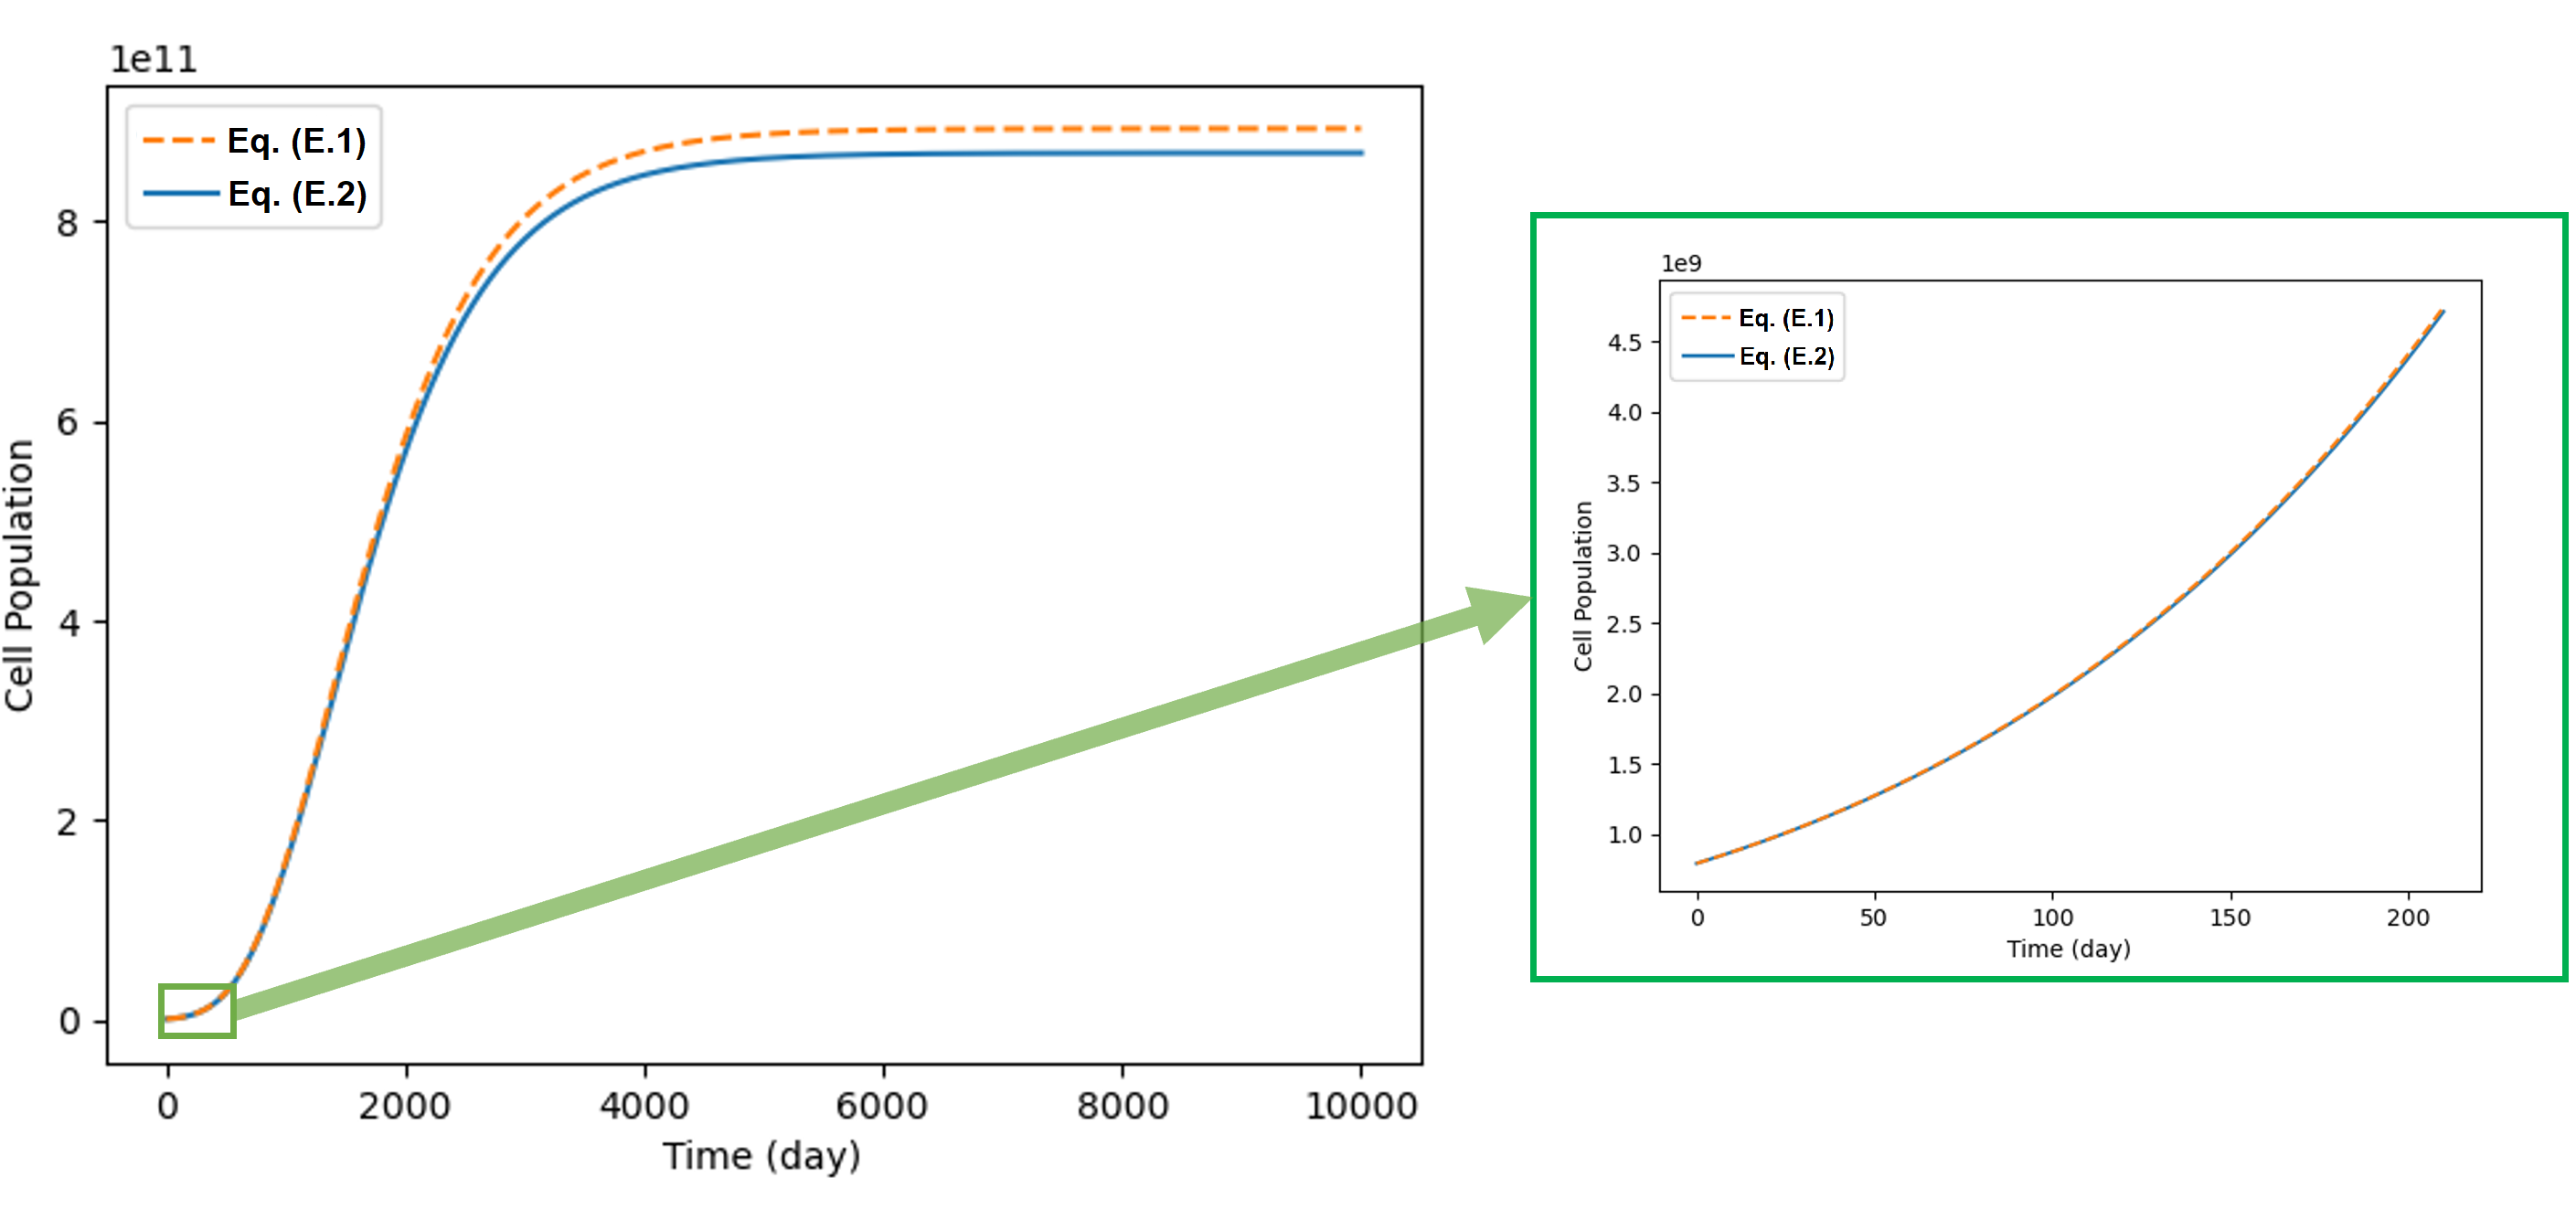 1e11
Eq. (E.1)
Eq. (E.2)
8
6
4
2
0
Cell Population
0 2000 4000 6000 8000 10000
Time (day)
1e9
Eq. (E.1)
Eq. (E.2)
4.5
4.0
3.5
3.0
2.5
2.0
1.5
1.0
Cell Population
0 50 100 150 200
Time (day)